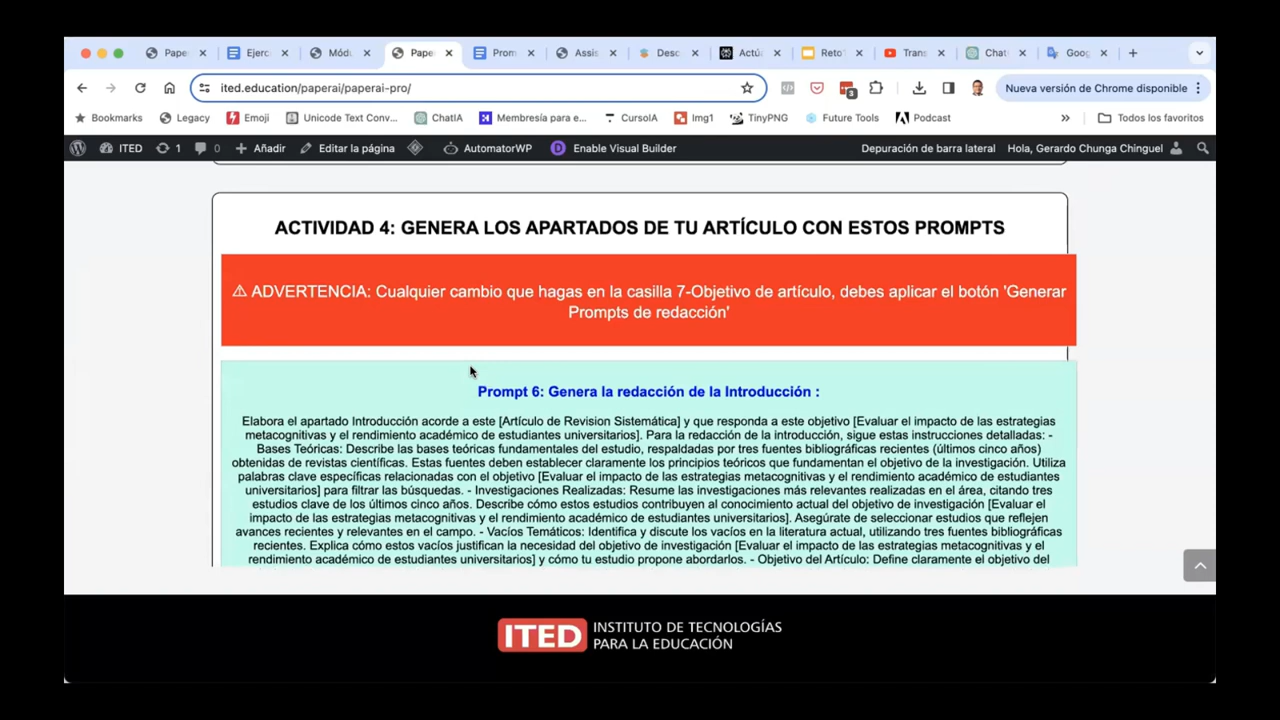 Pape
Ejerc
Módu
Pape
Prom
Assis
Desc
Actúa
Reto
Trans
Chat
Goog
ited.education/paperai/paperai-pro/
3
Nueva versión de Chrome disponible
Bookmarks
Legacy
Emoji
Unicode Text Conv...
ChatIA
Membresía para e...
CursoIA
Img1
TinyPNG
Future Tools
Podcast
»
Todos los favoritos
ITED
1
0
Añadir
Editar la página
AutomatorWP
D
Enable Visual Builder
Depuración de barra lateral
Hola, Gerardo Chunga Chinguel
ACTIVIDAD 4: GENERA LOS APARTADOS DE TU ARTÍCULO CON ESTOS PROMPTS
⚠ ADVERTENCIA: Cualquier cambio que hagas en la casilla 7-Objetivo de artículo, debes aplicar el botón 'Generar
Prompts de redacción'
Prompt 6: Genera la redacción de la Introducción :
Elabora el apartado Introducción acorde a este [Artículo de Revision Sistemática] y que responda a este objetivo [Evaluar el impacto de las estrategias
metacognitivas y el rendimiento académico de estudiantes universitarios]. Para la redacción de la introducción, sigue estas instrucciones detalladas: -
Bases Teóricas: Describe las bases teóricas fundamentales del estudio, respaldadas por tres fuentes bibliográficas recientes (últimos cinco años)
obtenidas de revistas científicas. Estas fuentes deben establecer claramente los principios teóricos que fundamentan el objetivo de la investigación. Utiliza
palabras clave específicas relacionadas con el objetivo [Evaluar el impacto de las estrategias metacognitivas y el rendimiento académico de estudiantes
universitarios] para filtrar las búsquedas. - Investigaciones Realizadas: Resume las investigaciones más relevantes realizadas en el área, citando tres
estudios clave de los últimos cinco años. Describe cómo estos estudios contribuyen al conocimiento actual del objetivo de investigación [Evaluar el
impacto de las estrategias metacognitivas y el rendimiento académico de estudiantes universitarios]. Asegúrate de seleccionar estudios que reflejen
avances recientes y relevantes en el campo. - Vacíos Temáticos: Identifica y discute los vacíos en la literatura actual, utilizando tres fuentes bibliográficas
recientes. Explica cómo estos vacíos justifican la necesidad del objetivo de investigación [Evaluar el impacto de las estrategias metacognitivas y el
rendimiento académico de estudiantes universitarios] y cómo tu estudio propone abordarlos. - Objetivo del Artículo: Define claramente el objetivo del
ITED
INSTITUTO DE TECNOLOGÍAS
PARA LA EDUCACIÓN